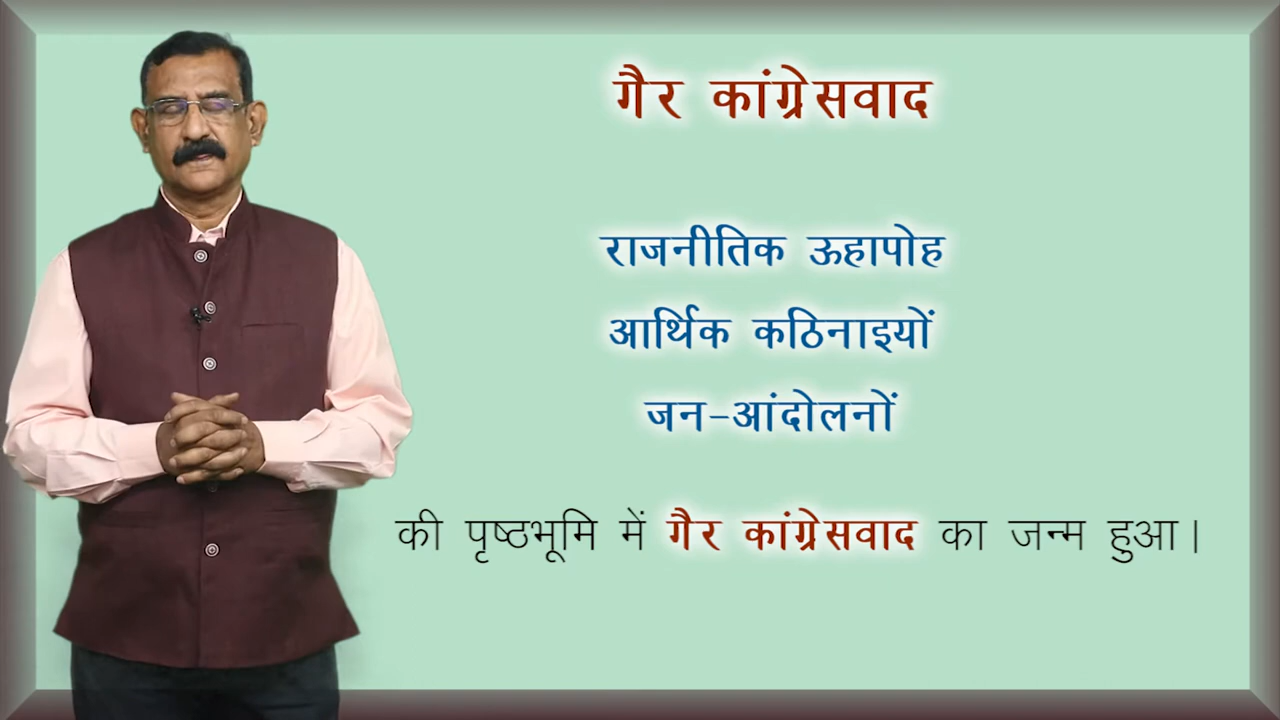 गैर कांग्रेसवाद
राजनीतिक ऊहापोह
आर्थिक कठिनाइयों
जन-आंदोलनों
की पृष्ठभूमि में गैर कांग्रेसवाद का जन्म हुआ।